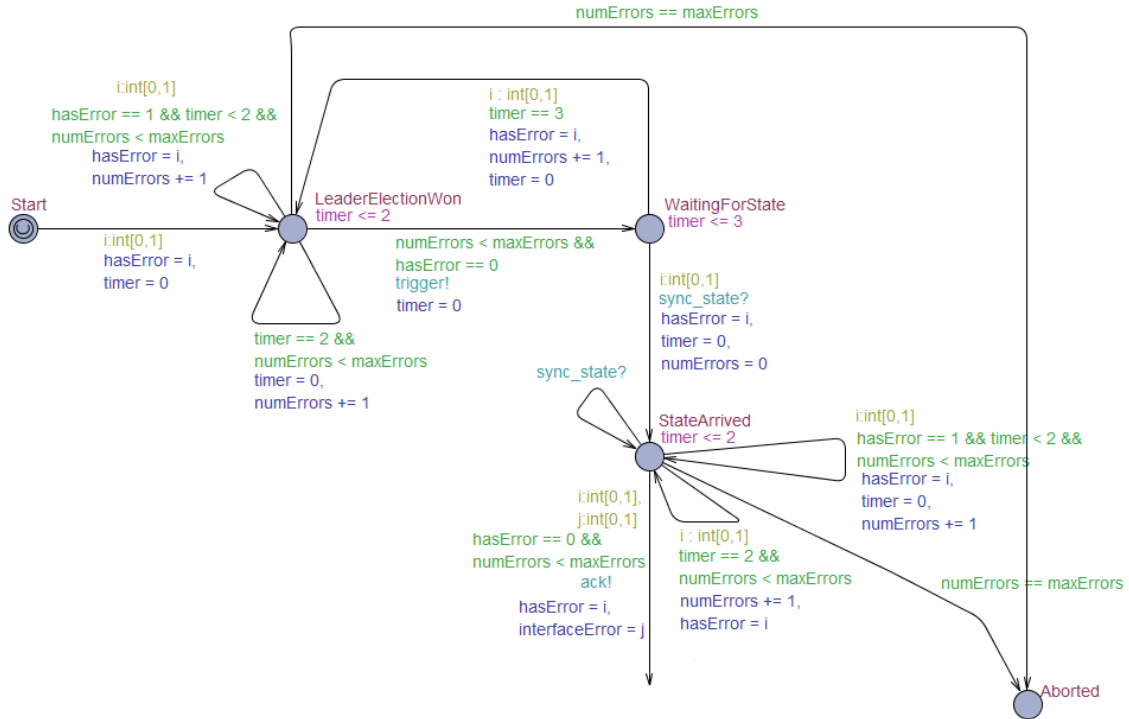 numErrors == maxErrors
i:int[0,1]
hasError == 1 && timer < 2 &&
numErrors < maxErrors
hasError = i,
numErrors += 1
i : int[0,1]
timer == 3
hasError = i,
numErrors += 1,
timer = 0
Start
LeaderElectionWon
timer <= 2
WaitingForState
timer <= 3
i:int[0,1]
hasError = i,
timer = 0
numErrors < maxErrors &&
hasError == 0
trigger!
timer = 0
i:int[0,1]
sync_state?
hasError = i,
timer = 0,
numErrors = 0
timer == 2 &&
numErrors < maxErrors
timer = 0,
numErrors += 1
sync_state?
StateArrived
timer <= 2
i:int[0,1]
hasError == 1 && timer < 2 &&
numErrors < maxErrors
hasError = i,
timer = 0,
numErrors += 1
i:int[0,1],
j:int[0,1]
hasError == 0 &&
numErrors < maxErrors
ack!
hasError = i,
interfaceError = j
i : int[0,1]
timer == 2 &&
numErrors < maxErrors
numErrors += 1,
hasError = i
numErrors == maxErrors
Aborted